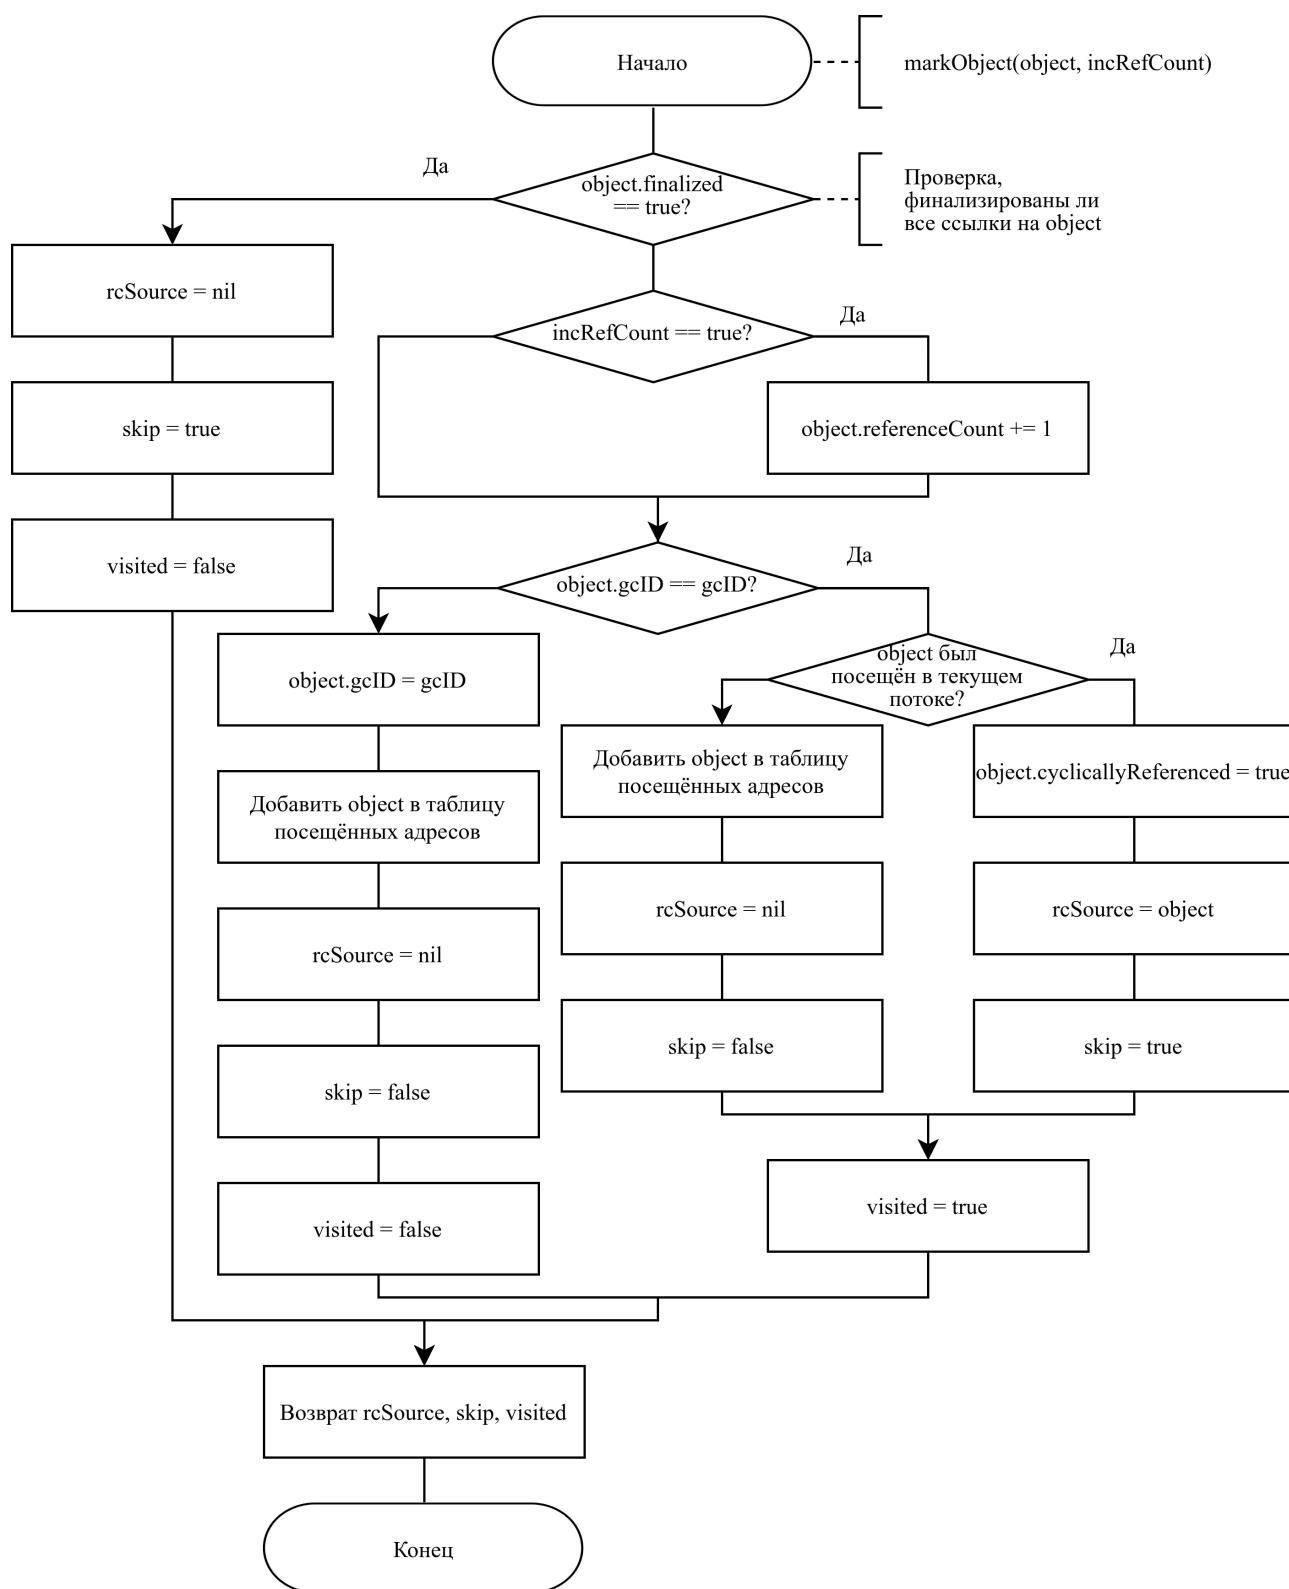 Начало
markObject(object, incRefCount)
Да
object.finalized
== true?
Проверка,
финализированы ли
все ссылки на object
rcSource = nil
incRefCount == true?
Да
skip = true
object.referenceCount += 1
visited = false
object.gcID == gcID?
Да
object.gcID = gcID
object был
посещён в текущем
потоке?
Да
Добавить object в таблицу
посещённых адресов
object.cyclicallyReferenced = true
Добавить object в таблицу
посещённых адресов
rcSource = nil
rcSource = object
rcSource = nil
skip = false
skip = true
skip = false
visited = true
visited = false
Возврат rcSource, skip, visited
Конец